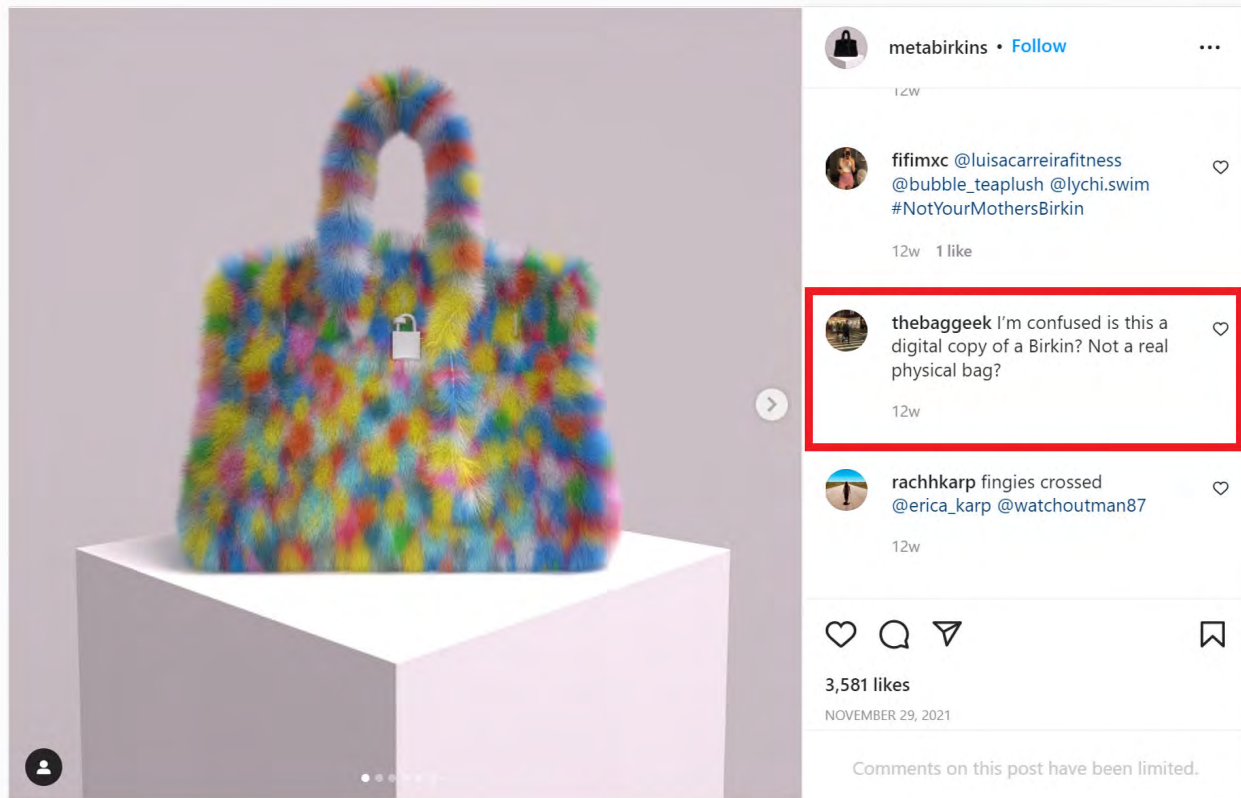 metabirkins • Follow
12w
fifimxc @luisacarreirafitness
@bubble_teaplush @lychi.swim
#NotYourMothersBirkin
12w 1 like
thebaggeek I'm confused is this a
digital copy of a Birkin? Not a real
physical bag?
12w
rachhkarp fingies crossed
@erica_karp @watchoutman87
12w
3,581 likes
NOVEMBER 29, 2021
Comments on this post have been limited.